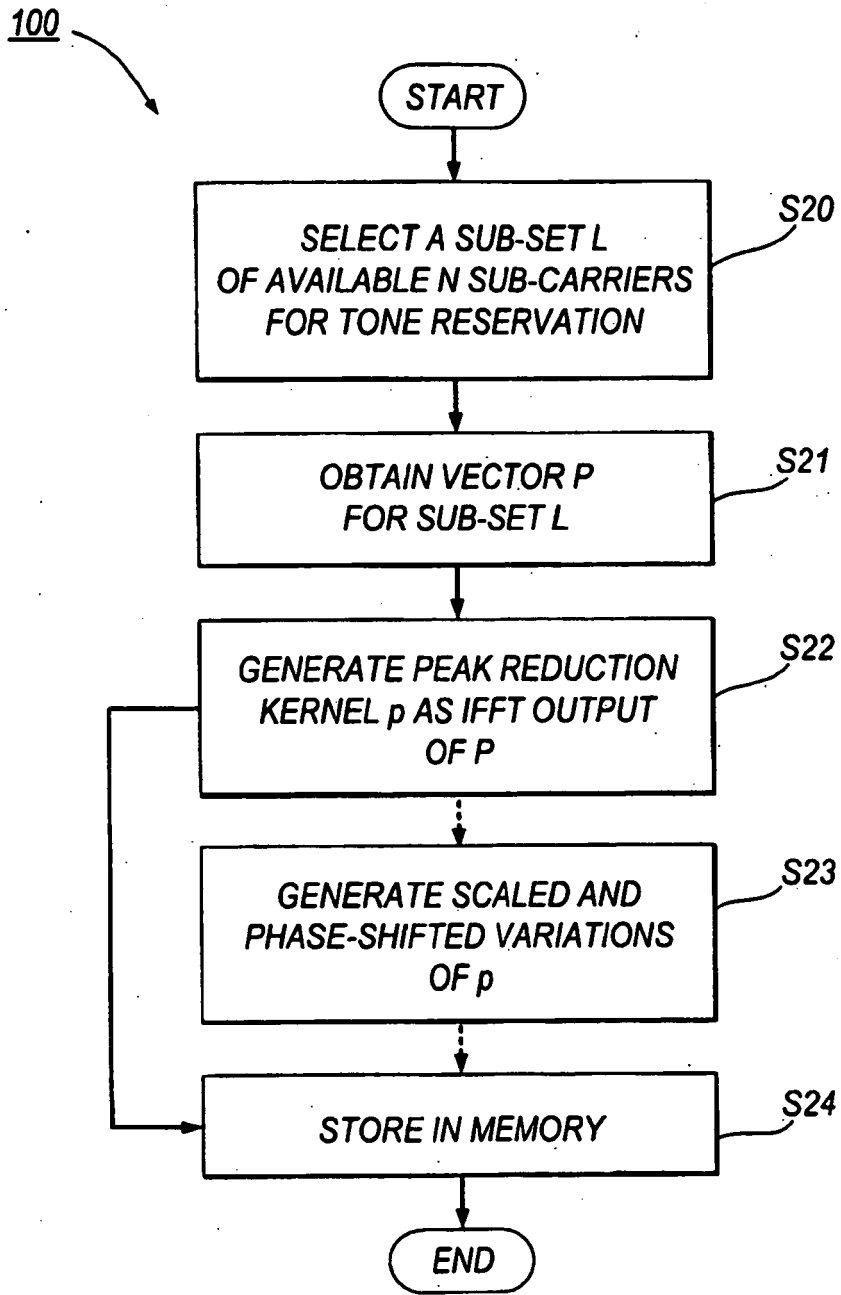 100
START
SELECT A SUB-SET L
OF AVAILABLE N SUB-CARRIERS
FOR TONE RESERVATION
S20
OBTAIN VECTOR P
FOR SUB-SET L
S21
GENERATE PEAK REDUCTION
KERNEL p AS IFFT OUTPUT
OF P
S22
GENERATE SCALED AND
PHASE-SHIFTED VARIATIONS
OF p
S23
STORE IN MEMORY
S24
END